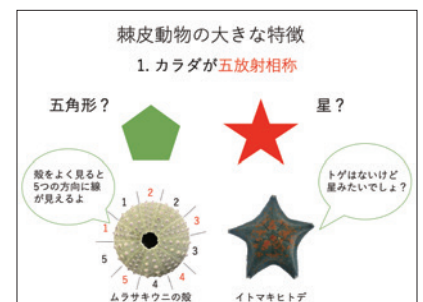 棘皮動物の大きな特徴
1. カラダが五放射相称
五角形？
星？
殻をよく見ると
5つの方向に線
が見えるよ
トゲはないけど
星みたいでしょ？
1
2
2
3
3
4
4
5
5
1
ムラサキウニの殻
イトマキヒトデ